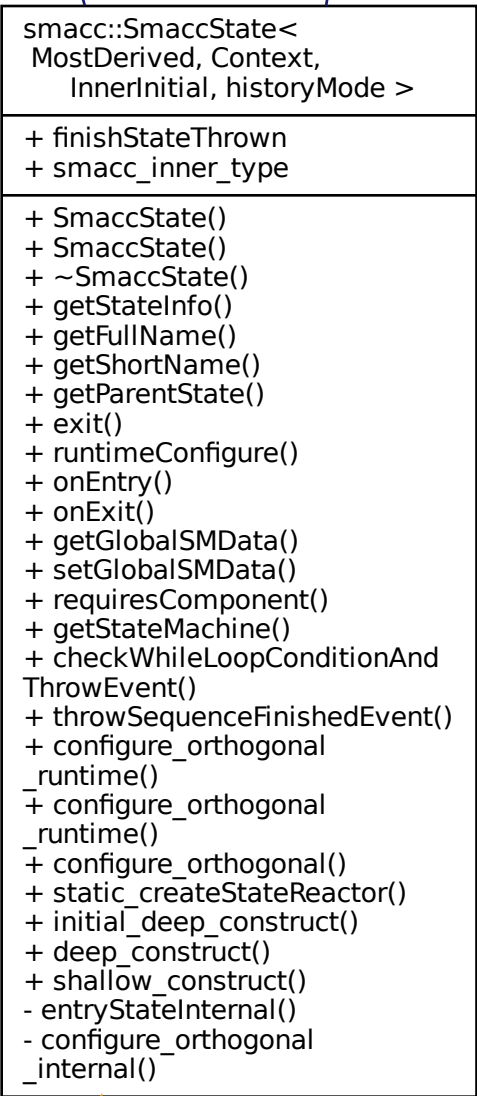 smacc::SmaccState<
MostDerived, Context,
InnerInitial, historyMode >
+ finishStateThrown
+ smacc_inner_type
+ SmaccState()
+ SmaccState()
+ ~SmaccState()
+ getStateInfo()
+ getFullName()
+ getShortName()
+ getParentState()
+ exit()
+ runtimeConfigure()
+ onEntry()
+ onExit()
+ getGlobalSMData()
+ setGlobalSMData()
+ requiresComponent()
+ getStateMachine()
+ checkWhileLoopConditionAnd
ThrowEvent()
+ throwSequenceFinishedEvent()
+ configure_orthogonal
_runtime()
+ configure_orthogonal
_runtime()
+ configure_orthogonal()
+ static_createStateReactor()
+ initial_deep_construct()
+ deep_construct()
+ shallow_construct()
- entryStateInternal()
- configure_orthogonal
_internal()